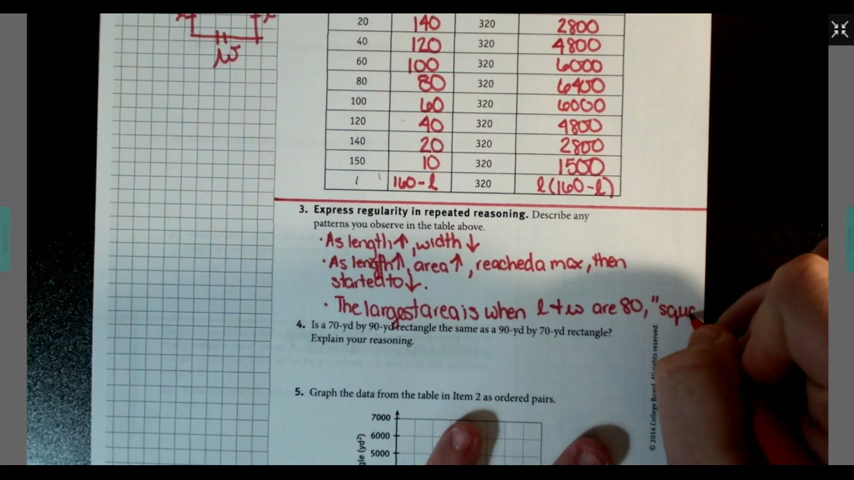 w
20 140 320 2800
40 120 320 4800
60 100 320 6000
80 80 320 6400
100 60 320 6000
120 40 320 4800
140 20 320 2800
150 10 320 1500
l 160-l 320 l(160-l)
3. Express regularity in repeated reasoning. Describe any
patterns you observe in the table above.
· As length ↑, width ↓
· As length ↑, area ↑, reached a max, then
started to ↓.
· The largest area is when l + w are 80, "squa
4. Is a 70-yd by 90-yd rectangle the same as a 90-yd by 70-yd rectangle?
Explain your reasoning.
5. Graph the data from the table in Item 2 as ordered pairs.
7000
6000
5000
gle (yd²)
© 2014 College Board. All rights reserved.